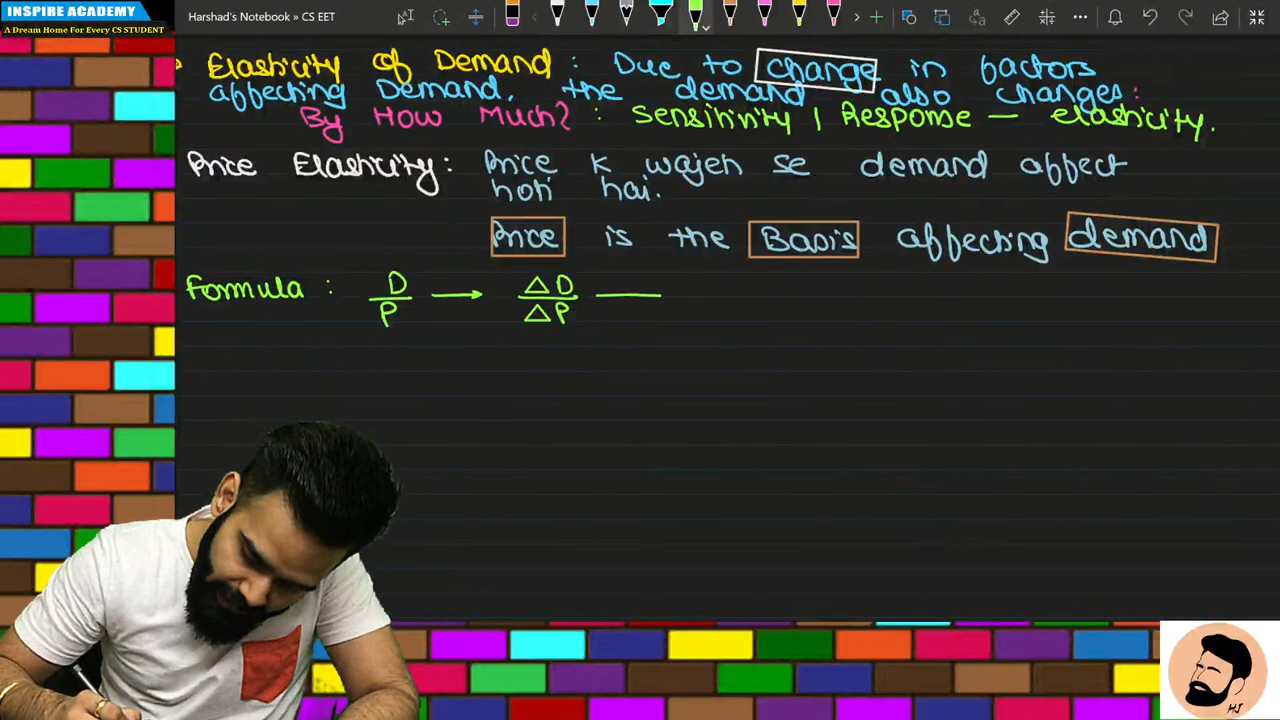 INSPIRE ACADEMY
A Dream Home For Every CS STUDENT
Harshad's Notebook » CS EET
Elasticity Of Demand : Due to change in factors
affecting Demand, the demand also changes:
By How Much? : Sensitivity | Response — elasticity.
Price Elasticity: Price k wajeh se demand affect
hoti hai.
Price is the Basis affecting demand
Formula : D/P → ΔD/ΔP —
HJ